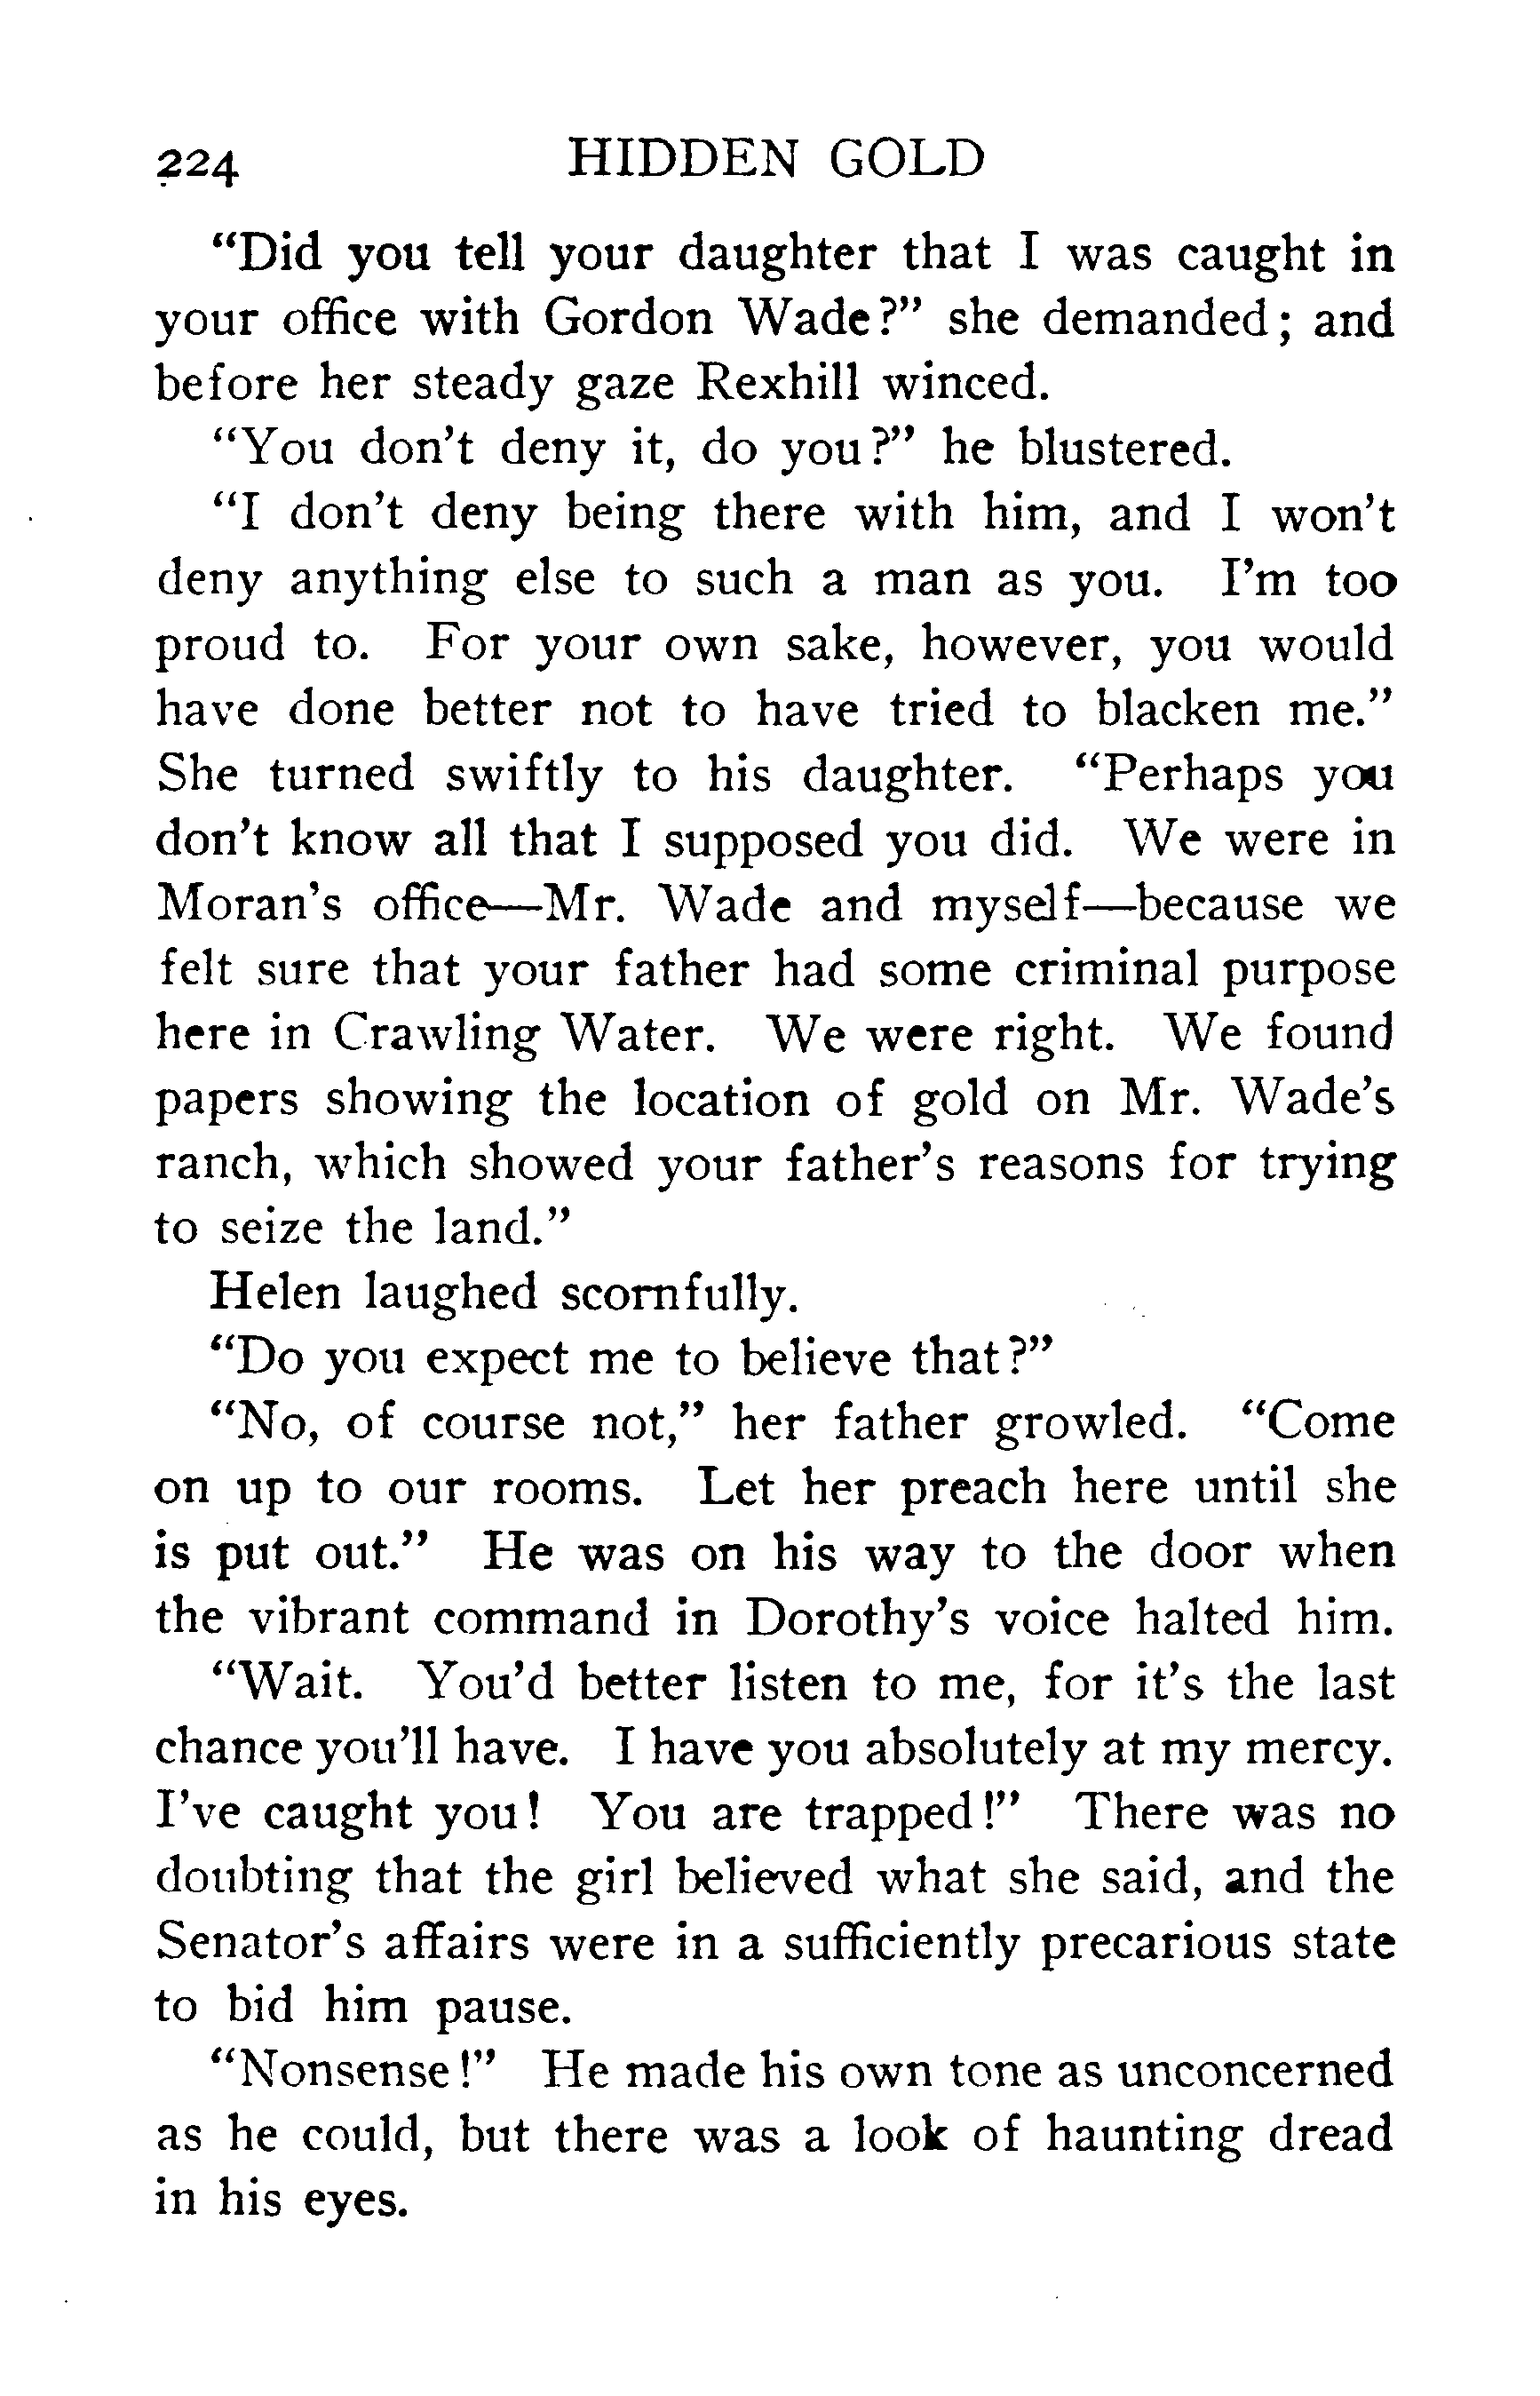 224 HIDDEN GOLD
“Did you tell your daughter that I was caught in
your office with Gordon Wade?” she demanded; and
before her steady gaze Rexhill winced.
“You don’t deny it, do you?” he blustered.
“I don’t deny being there with him, and I won’t
deny anything else to such a man as you. I’m too
proud to. For your own sake, however, you would
have done better not to have tried to blacken me.”
She turned swiftly to his daughter. “Perhaps you
don’t know all that I supposed you did. We were in
Moran’s office—Mr. Wade and myself—because we
felt sure that your father had some criminal purpose
here in Crawling Water. We were right. We found
papers showing the location of gold on Mr. Wade’s
ranch, which showed your father’s reasons for trying
to seize the land.”
Helen laughed scornfully.
“Do you expect me to believe that?”
“No, of course not,” her father growled. “Come
on up to our rooms. Let her preach here until she
is put out.” He was on his way to the door when
the vibrant command in Dorothy’s voice halted him.
“Wait. You’d better listen to me, for it’s the last
chance you’ll have. I have you absolutely at my mercy.
I’ve caught you! You are trapped!” There was no
doubting that the girl believed what she said, and the
Senator’s affairs were in a sufficiently precarious state
to bid him pause.
“Nonsense!” He made his own tone as unconcerned
as he could, but there was a look of haunting dread
in his eyes.